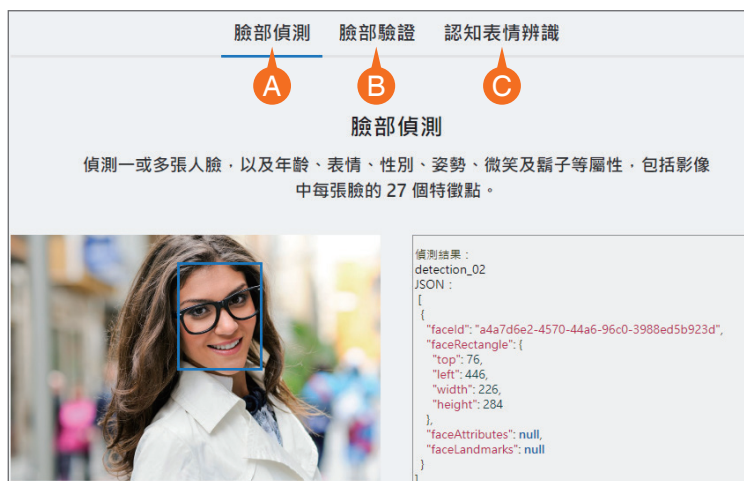 臉部偵測 臉部驗證 認知表情辨識
A B C
臉部偵測
偵測一或多張人臉，以及年齡、表情、性別、姿勢、微笑及鬍子等屬性，包括影像
中每張臉的 27 個特徵點。
偵測結果：
detection_02
JSON：
[
{
"faceId": "a4a7d6e2-4570-44a6-96c0-3988ed5b923d",
"faceRectangle": {
"top": 76,
"left": 446,
"width": 226,
"height": 284
},
"faceAttributes": null,
"faceLandmarks": null
}
]